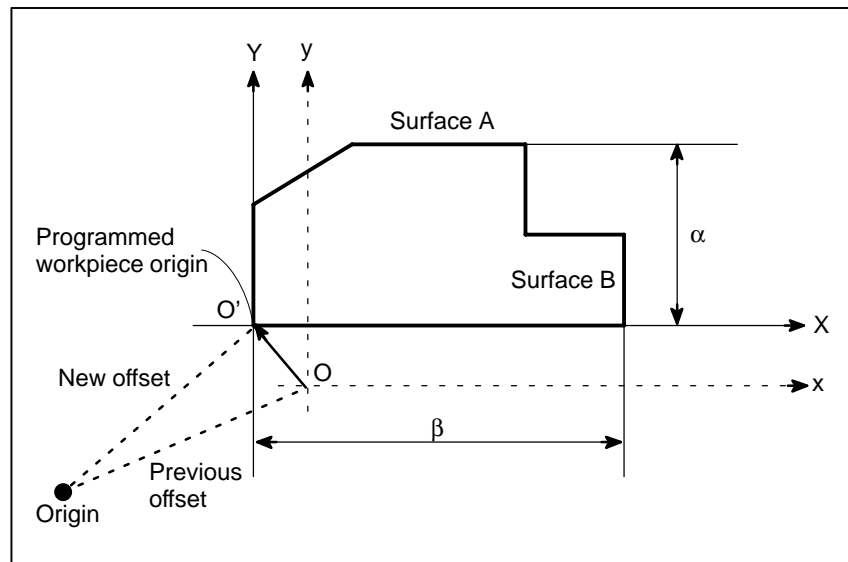 Y
y
Surface A
Programmed
workpiece origin
α
Surface B
O’
X
New offset
O
x
β
Previous
offset
Origin